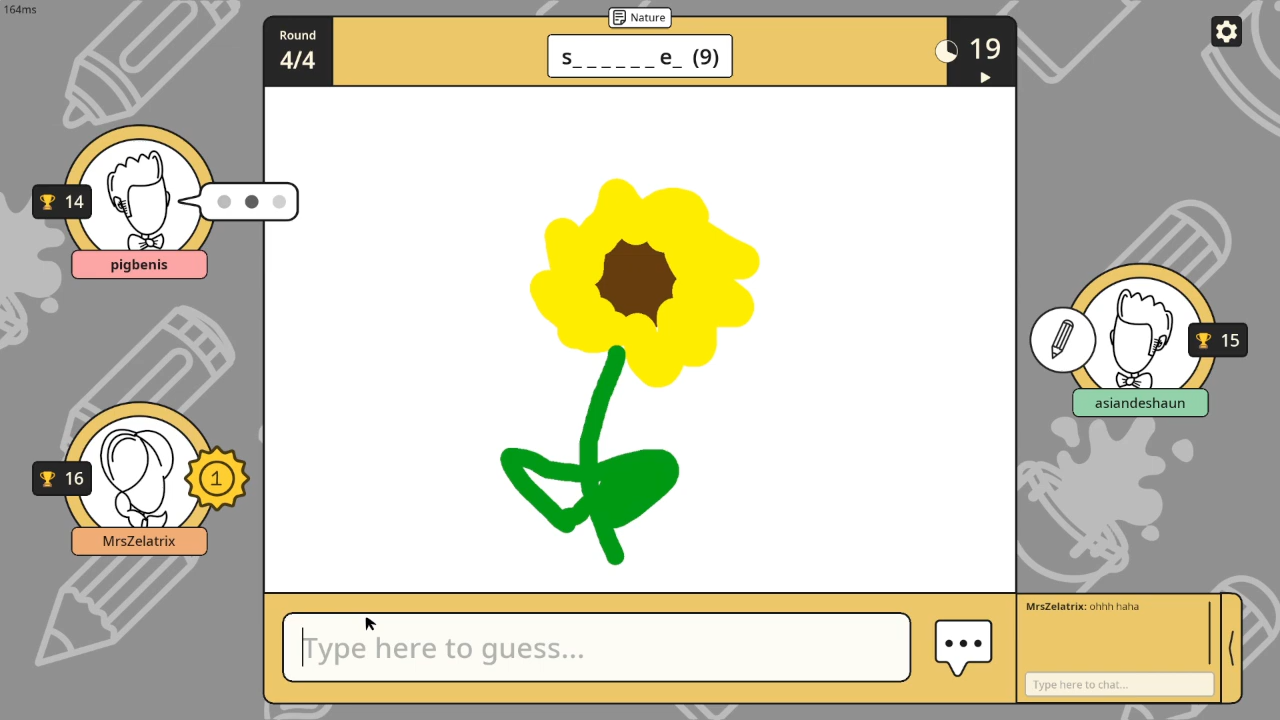 164ms
Nature
Round
4/4
s______e_ (9)
19
14
pigbenis
16
1
MrsZelatrix
15
asiandeshaun
Type here to guess...
MrsZelatrix: ohhh haha
Type here to chat...